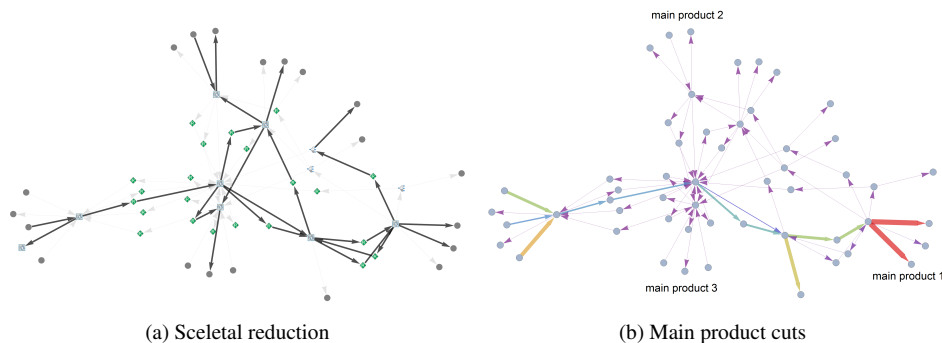 main product 2
main product 1
main product 3
(a) Sceletal reduction
(b) Main product cuts